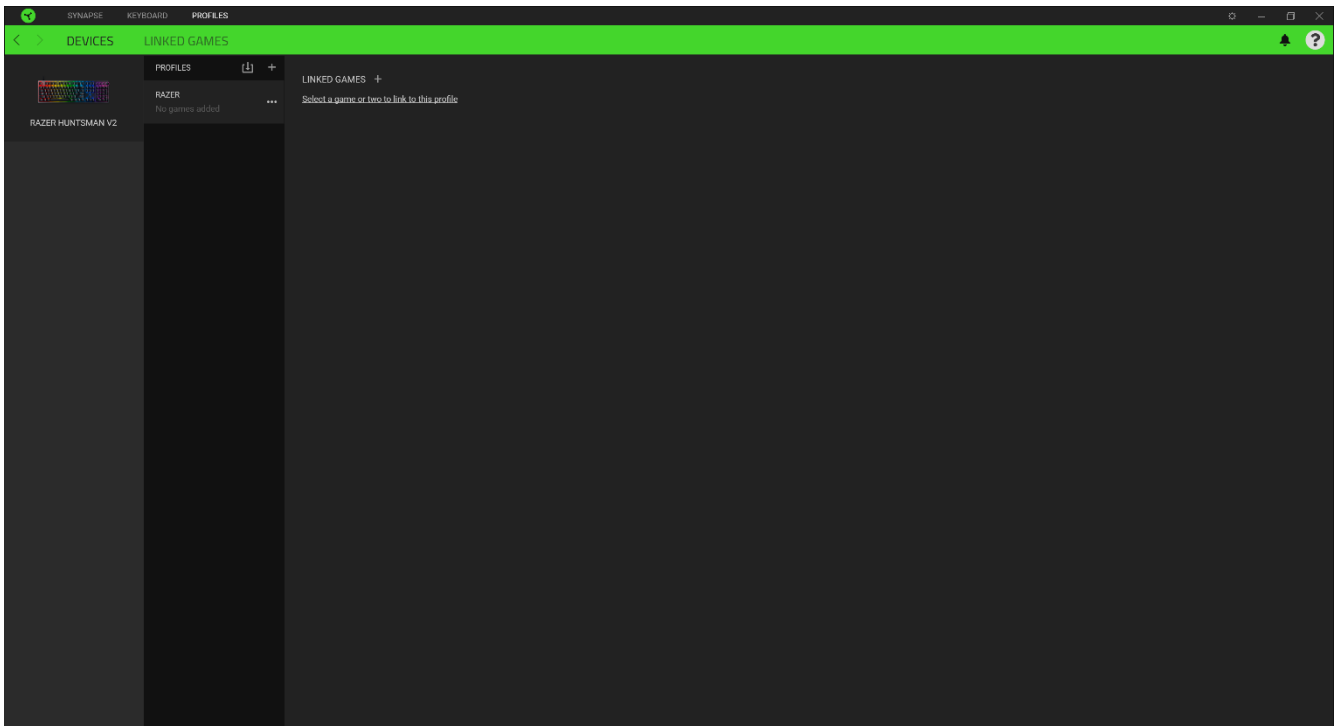 SYNAPSE KEYBOARD PROFILES
DEVICES LINKED GAMES
RAZER HUNTSMAN V2
PROFILES
RAZER
No games added
LINKED GAMES
Select a game or two to link to this profile